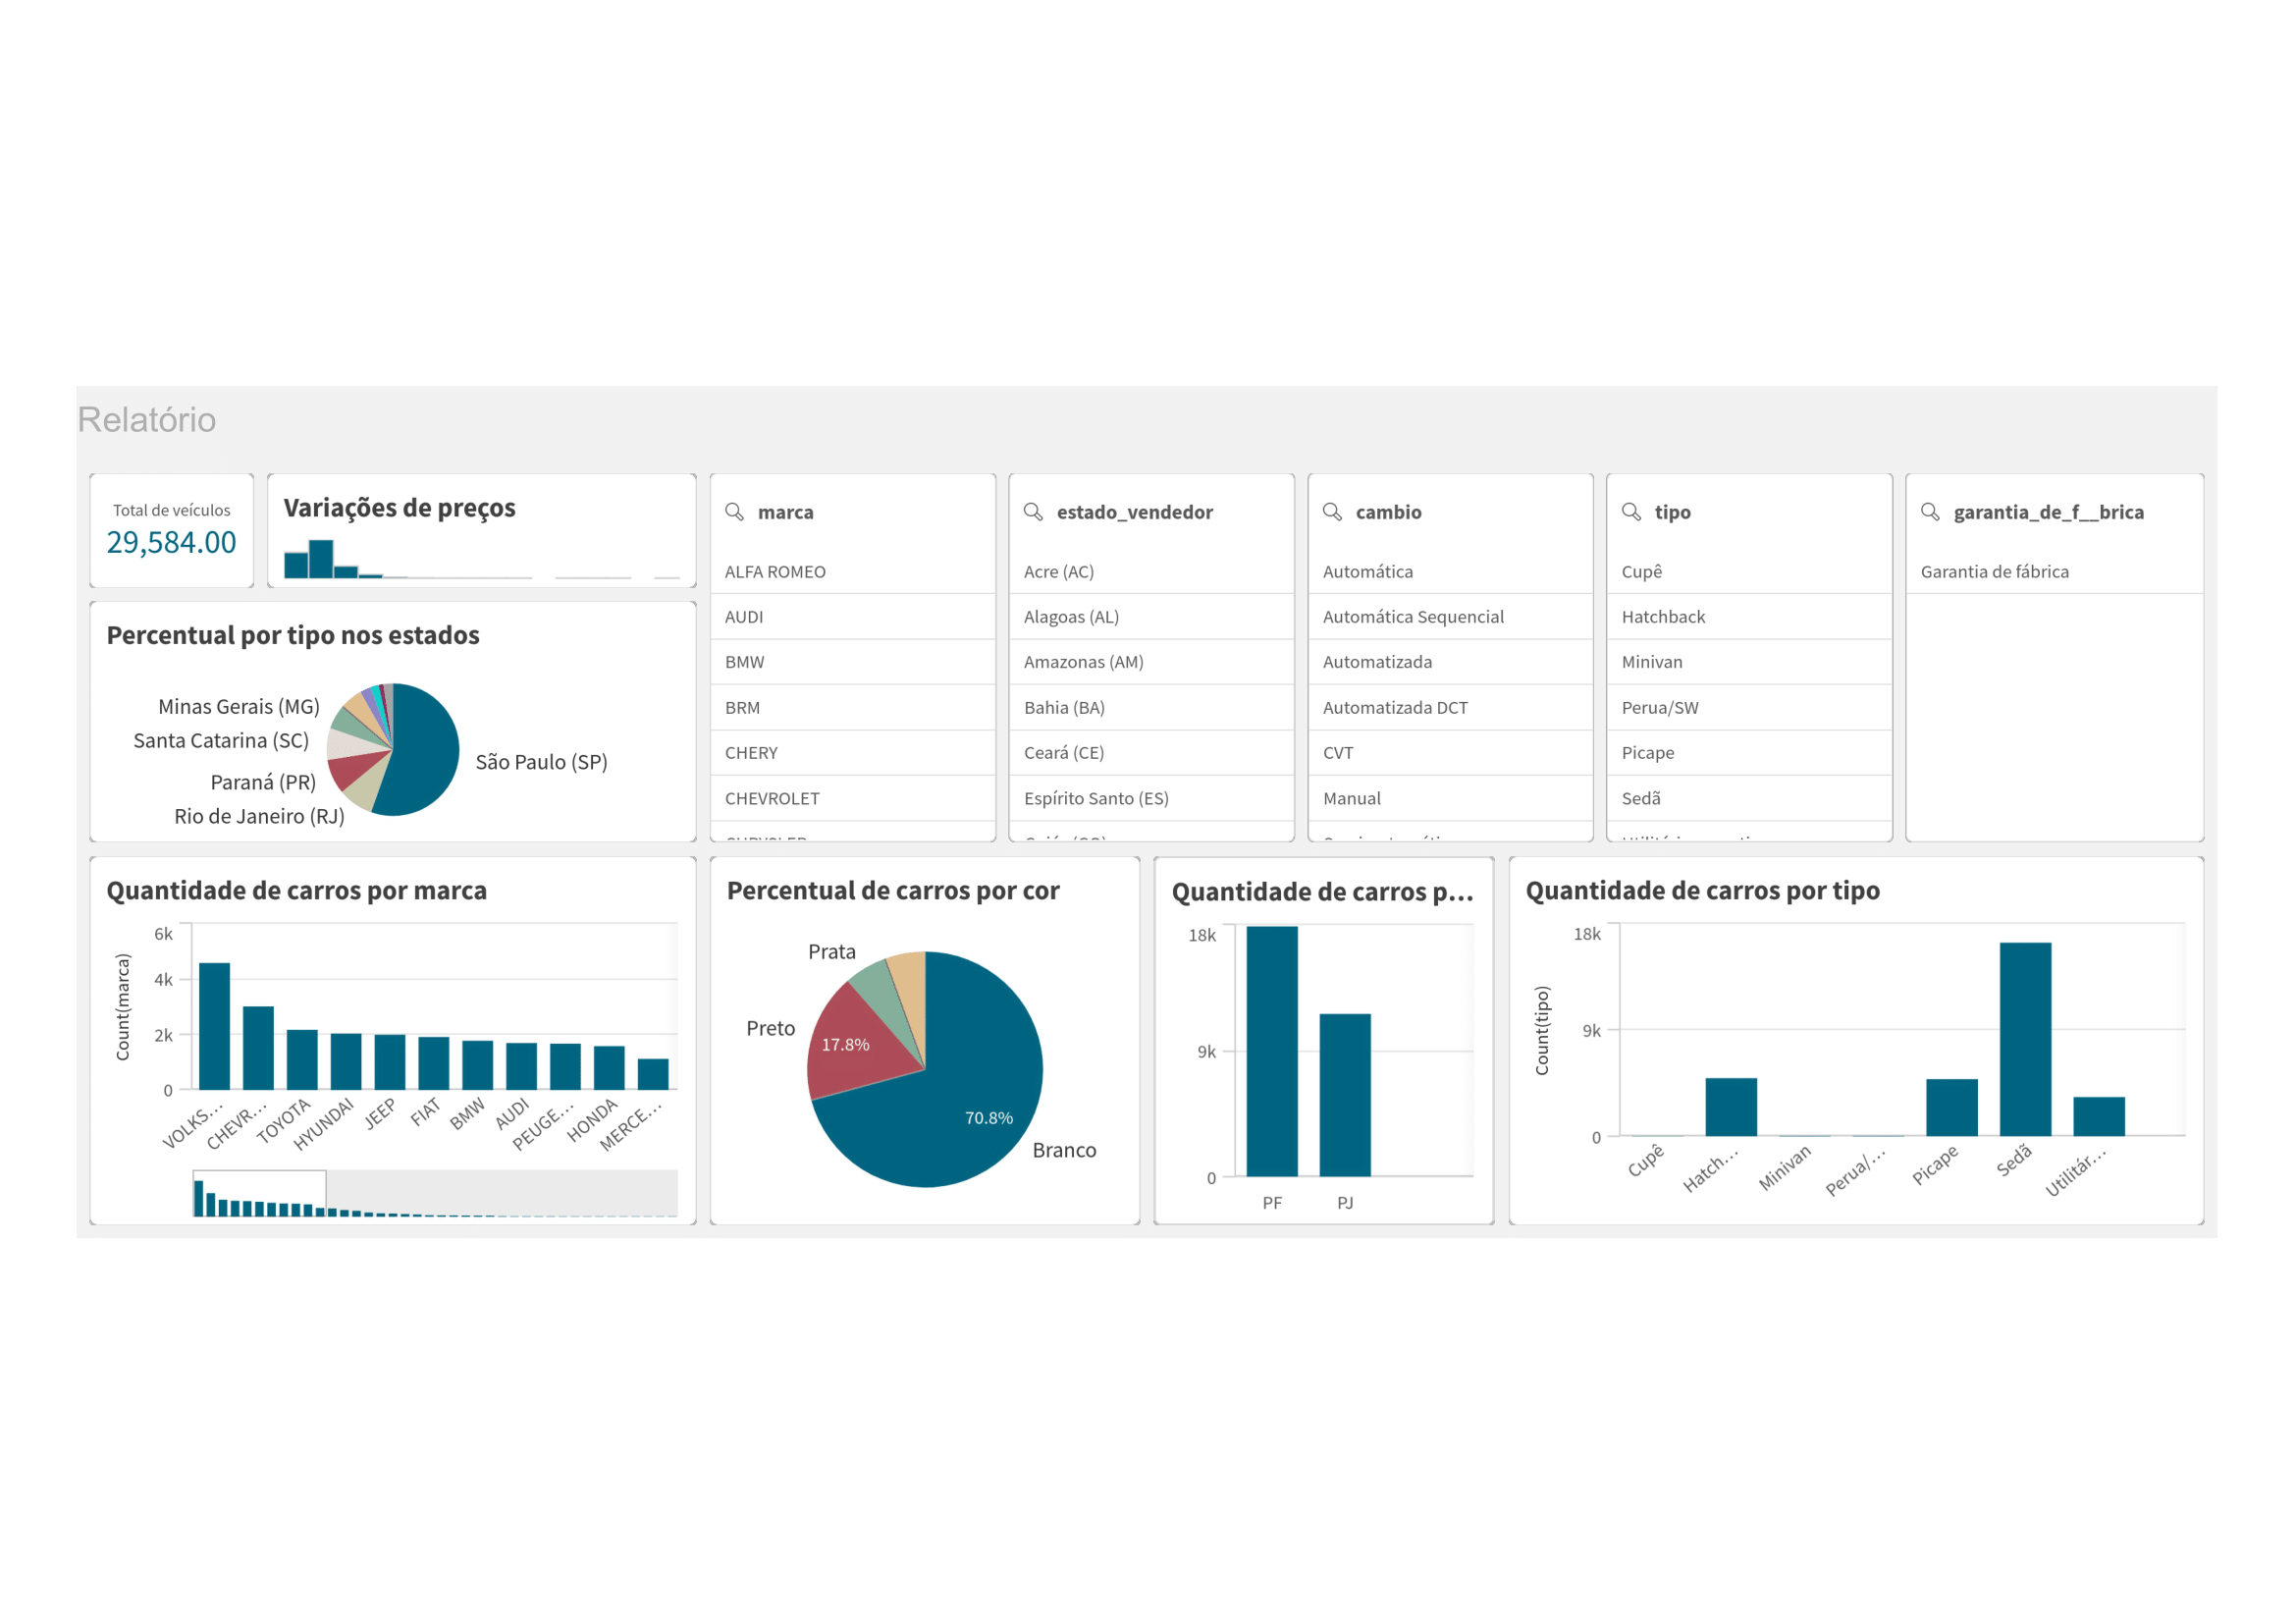 Relatório
Total de veículos
29,584.00
Variações de preços
Percentual por tipo nos estados
Minas Gerais (MG)
Santa Catarina (SC)
Paraná (PR)
Rio de Janeiro (RJ)
São Paulo (SP)
marca
ALFA ROMEO
AUDI
BMW
BRM
CHERY
CHEVROLET
estado_vendedor
Acre (AC)
Alagoas (AL)
Amazonas (AM)
Bahia (BA)
Ceará (CE)
Espírito Santo (ES)
cambio
Automática
Automática Sequencial
Automatizada
Automatizada DCT
CVT
Manual
tipo
Cupê
Hatchback
Minivan
Perua/SW
Picape
Sedã
garantia_de_f__brica
Garantia de fábrica
Quantidade de carros por marca
Count(marca)
6k
4k
2k
0
VOLKS...
CHEVR...
TOYOTA
HYUNDAI
JEEP
FIAT
BMW
AUDI
PEUGE...
HONDA
MERCE...
Percentual de carros por cor
Prata
Preto
17.8%
70.8%
Branco
Quantidade de carros p...
18k
9k
0
PF
PJ
Quantidade de carros por tipo
Count(tipo)
18k
9k
0
Cupê
Hatch...
Minivan
Perua/...
Picape
Sedã
Utilitár...